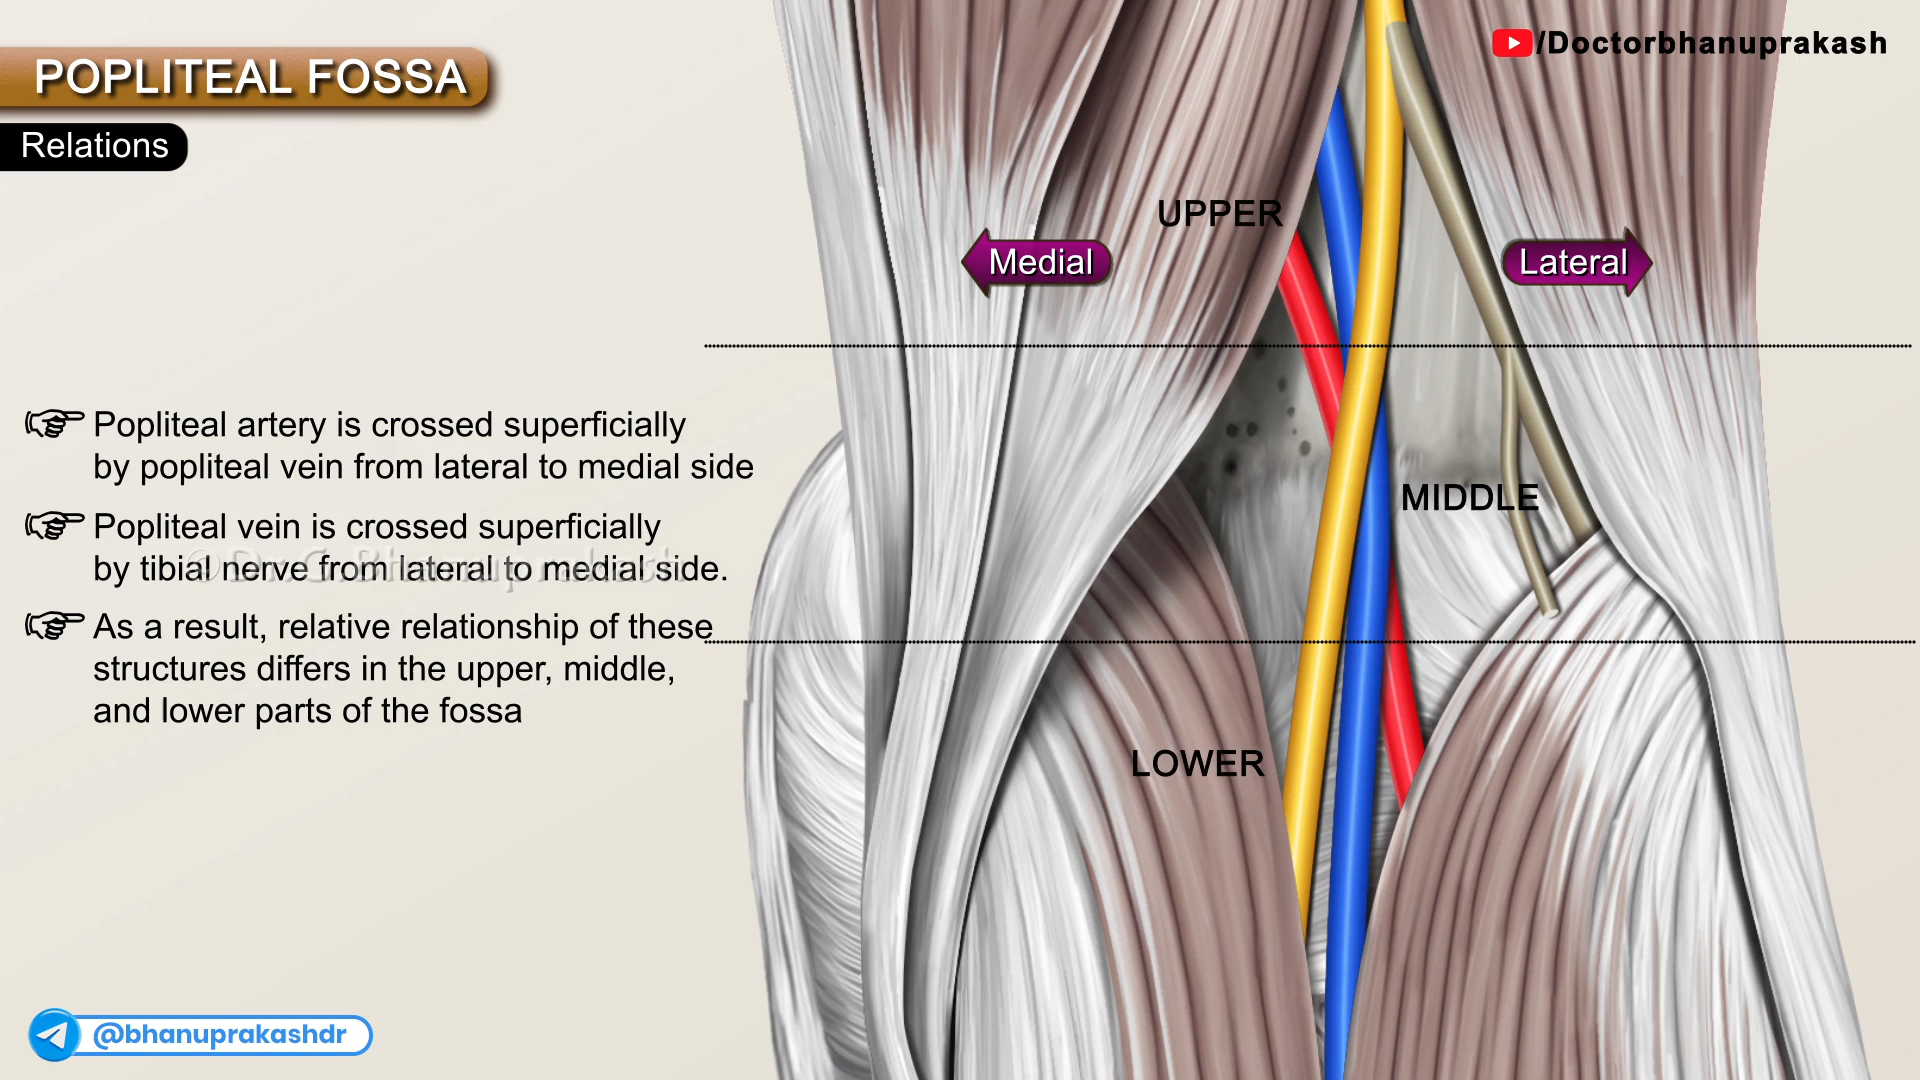 POPLITEAL FOSSA
Relations
/Doctorbhanuprakash
UPPER
Medial
Lateral
Popliteal artery is crossed superficially
by popliteal vein from lateral to medial side
MIDDLE
Popliteal vein is crossed superficially
by tibial nerve from lateral to medial side.
©Dr.G.Bhanuprakash
As a result, relative relationship of these
structures differs in the upper, middle,
and lower parts of the fossa
LOWER
@bhanuprakashdr